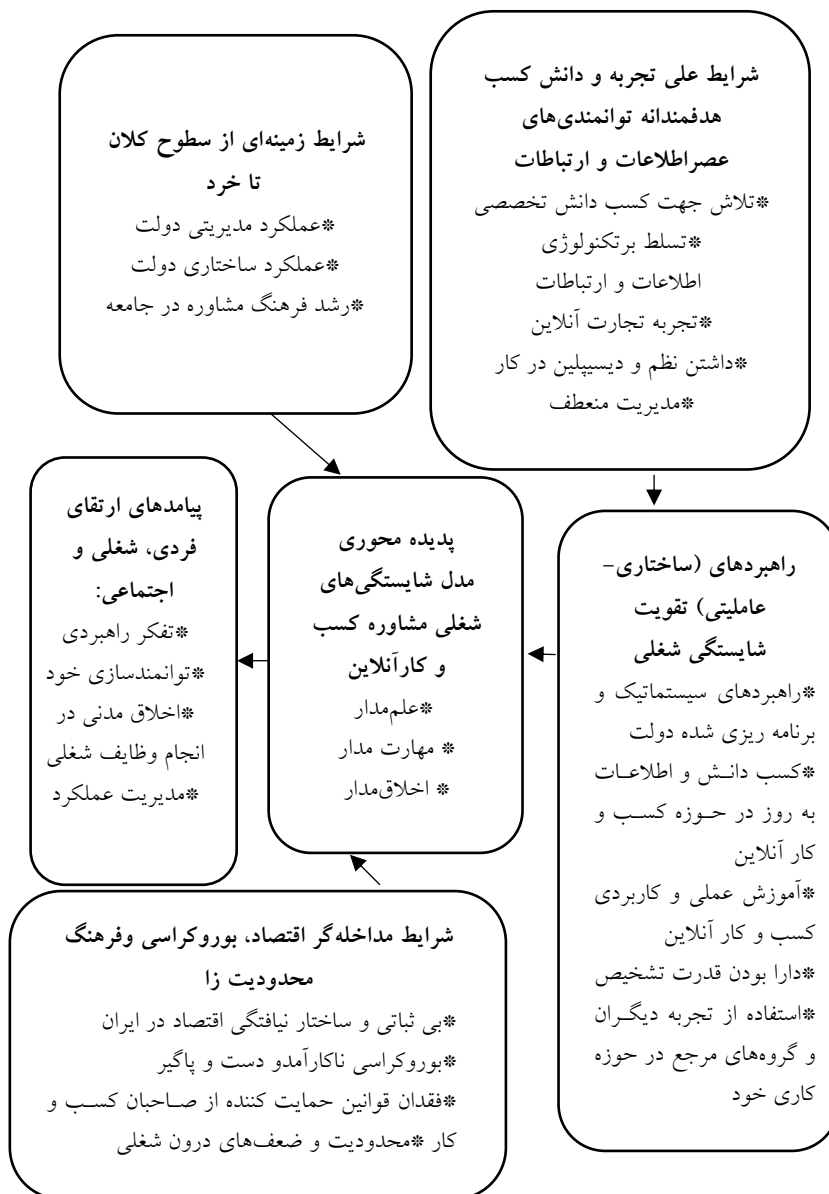 شرایط علی تجربه و دانش کسب
هدفمندانه توانمندی‌های
عصراطلاعات و ارتباطات
*تلاش جهت کسب دانش تخصصی
*تسلط برتکنولوژی
اطلاعات و ارتباطات
*تجربه تجارت آنلاین
*داشتن نظم و دیسیپلین در کار
*مدیریت منعطف
شرایط زمینه‌ای از سطوح کلان
تا خرد
*عملکرد مدیریتی دولت
*عملکرد ساختاری دولت
*رشد فرهنگ مشاوره در جامعه
راهبردهای (ساختاری-
عاملیتی) تقویت
شایستگی شغلی
*راهبردهای سیستماتیک و
برنامه ریزی شده دولت
*کسب دانش و اطلاعات
به روز در حوزه کسب و
کار آنلاین
*آموزش عملی و کاربردی
کسب و کار آنلاین
*دارا بودن قدرت تشخیص
*استفاده از تجربه دیگران
و گروه‌های مرجع در حوزه
کاری خود
پدیده محوری
مدل شایستگی‌های
شغلی مشاوره کسب
و کارآنلاین
*علم‌مدار
* مهارت مدار
* اخلاق‌مدار
پیامدهای ارتقای
فردی، شغلی و
اجتماعی:
*تفکر راهبردی
*توانمندسازی خود
*اخلاق مدنی در
انجام وظایف شغلی
*مدیریت عملکرد
شرایط مداخله‌گر اقتصاد، بوروکراسی وفرهنگ
محدودیت زا
*بی ثباتی و ساختار نیافتگی اقتصاد در ایران
*بوروکراسی ناکارآمدو دست و پاگیر
*فقدان قوانین حمایت کننده از صاحبان کسب و
کار *محدودیت و ضعف‌های درون شغلی